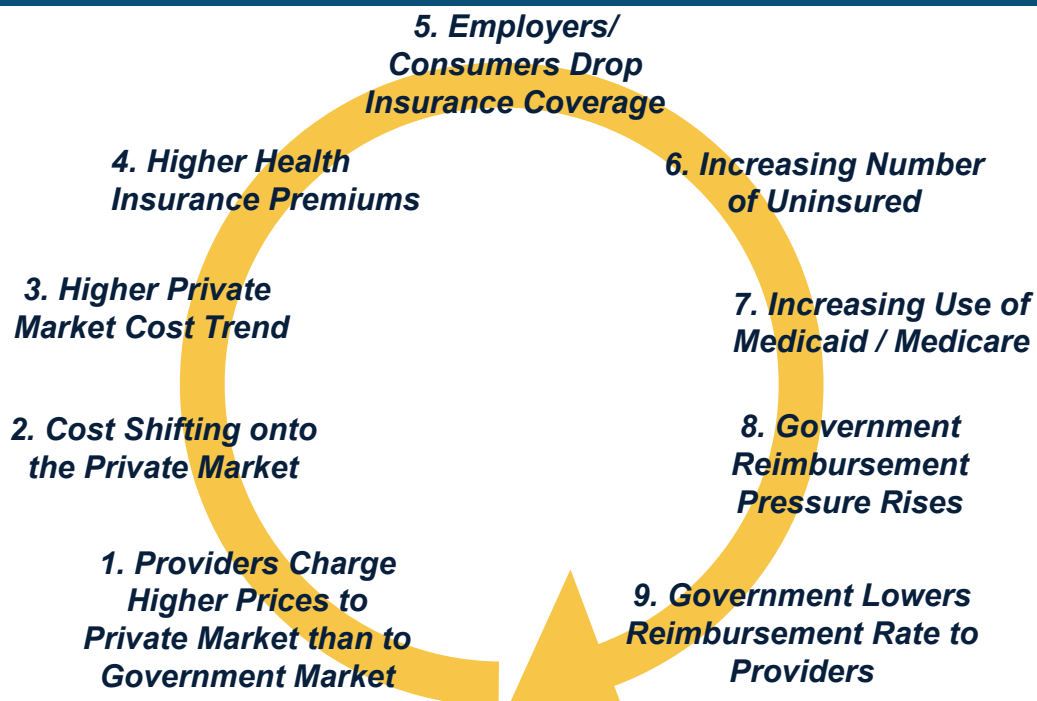 5. Employers/
Consumers Drop
Insurance Coverage
4. Higher Health
Insurance Premiums
6. Increasing Number
of Uninsured
3. Higher Private
Market Cost Trend
7. Increasing Use of
Medicaid / Medicare
2. Cost Shifting onto
the Private Market
8. Government
Reimbursement
Pressure Rises
1. Providers Charge
Higher Prices to
Private Market than to
Government Market
9. Government Lowers
Reimbursement Rate to
Providers